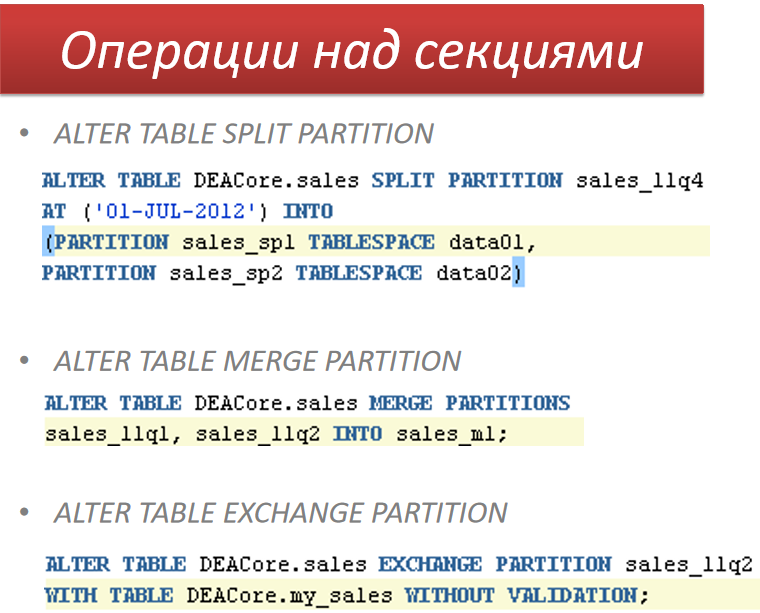 Операции над секциями
• ALTER TABLE SPLIT PARTITION
ALTER TABLE DEACore.sales SPLIT PARTITION sales_11q4
AT ('01-JUL-2012') INTO
(PARTITION sales_sp1 TABLESPACE data01,
PARTITION sales_sp2 TABLESPACE data02)
• ALTER TABLE MERGE PARTITION
ALTER TABLE DEACore.sales MERGE PARTITIONS
sales_11q1, sales_11q2 INTO sales_m1;
• ALTER TABLE EXCHANGE PARTITION
ALTER TABLE DEACore.sales EXCHANGE PARTITION sales_11q2
WITH TABLE DEACore.my_sales WITHOUT VALIDATION;